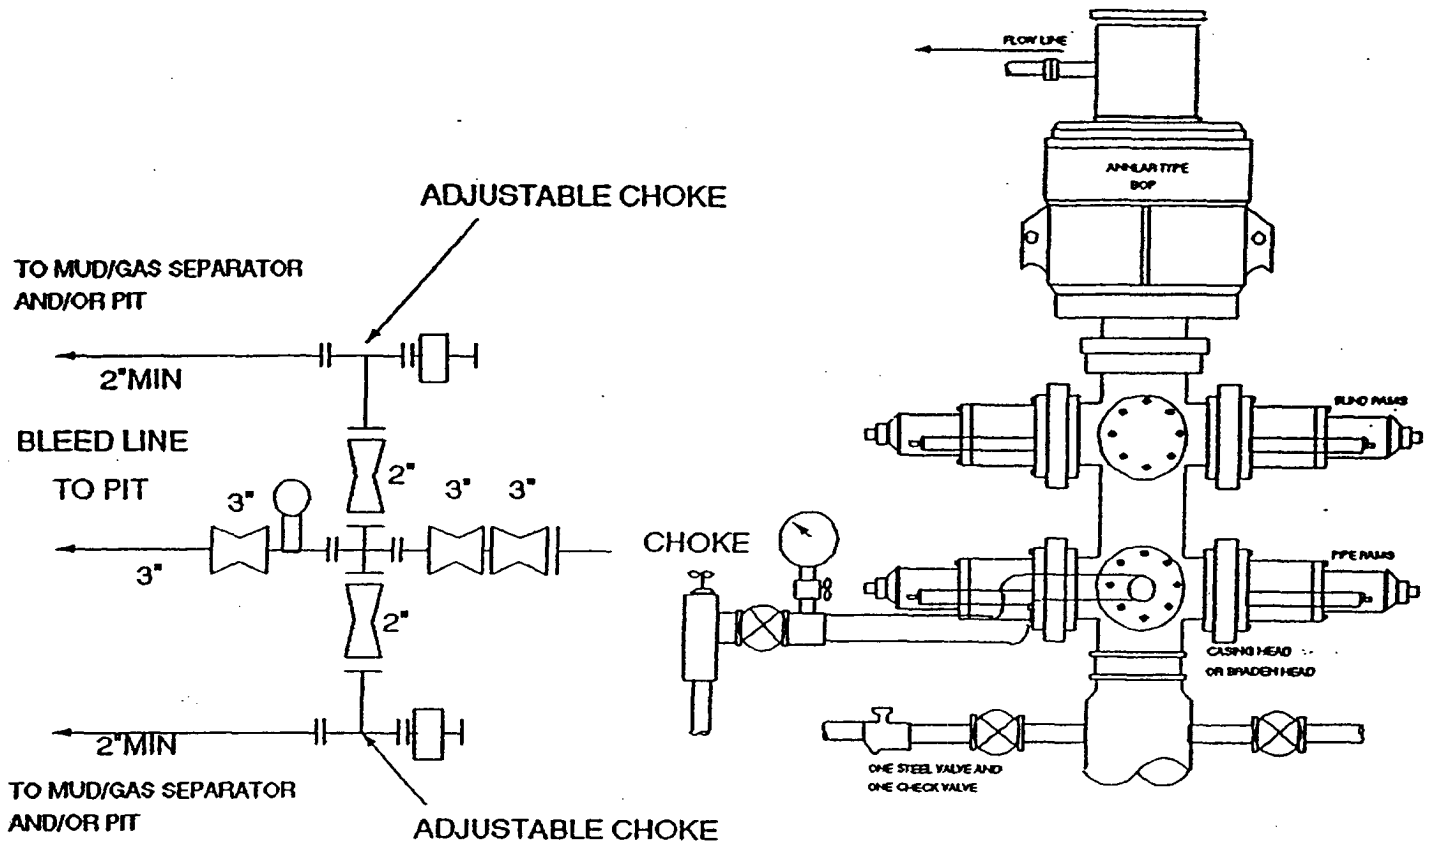 FLOW LINE
ANNLAR TYPE
BOP
ADJUSTABLE CHOKE
TO MUD/GAS SEPARATOR
AND/OR PIT
2"MIN
BLEED LINE
TO PIT
3"
2"
3"
3"
3"
2"
2"MIN
TO MUD/GAS SEPARATOR
AND/OR PIT
ADJUSTABLE CHOKE
BLIND RAMS
CHOKE
PIPE RAMS
CASING HEAD
OR BRADEN HEAD
ONE STEEL VALVE AND
ONE CHECK VALVE